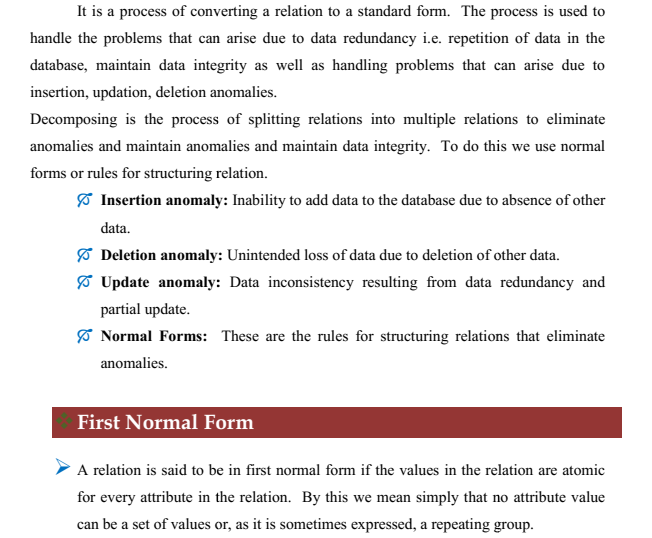 It is a process of converting a relation to a standard form. The process is used to
handle the problems that can arise due to data redundancy i.e. repetition of data in the
database, maintain data integrity as well as handling problems that can arise due to
insertion, updation, deletion anomalies.
Decomposing is the process of splitting relations into multiple relations to eliminate
anomalies and maintain anomalies and maintain data integrity. To do this we use normal
forms or rules for structuring relation.
Insertion anomaly: Inability to add data to the database due to absence of other
data.
Deletion anomaly: Unintended loss of data due to deletion of other data.
Update anomaly: Data inconsistency resulting from data redundancy and
partial update.
Normal Forms: These are the rules for structuring relations that eliminate
anomalies.
First Normal Form
A relation is said to be in first normal form if the values in the relation are atomic
for every attribute in the relation. By this we mean simply that no attribute value
can be a set of values or, as it is sometimes expressed, a repeating group.